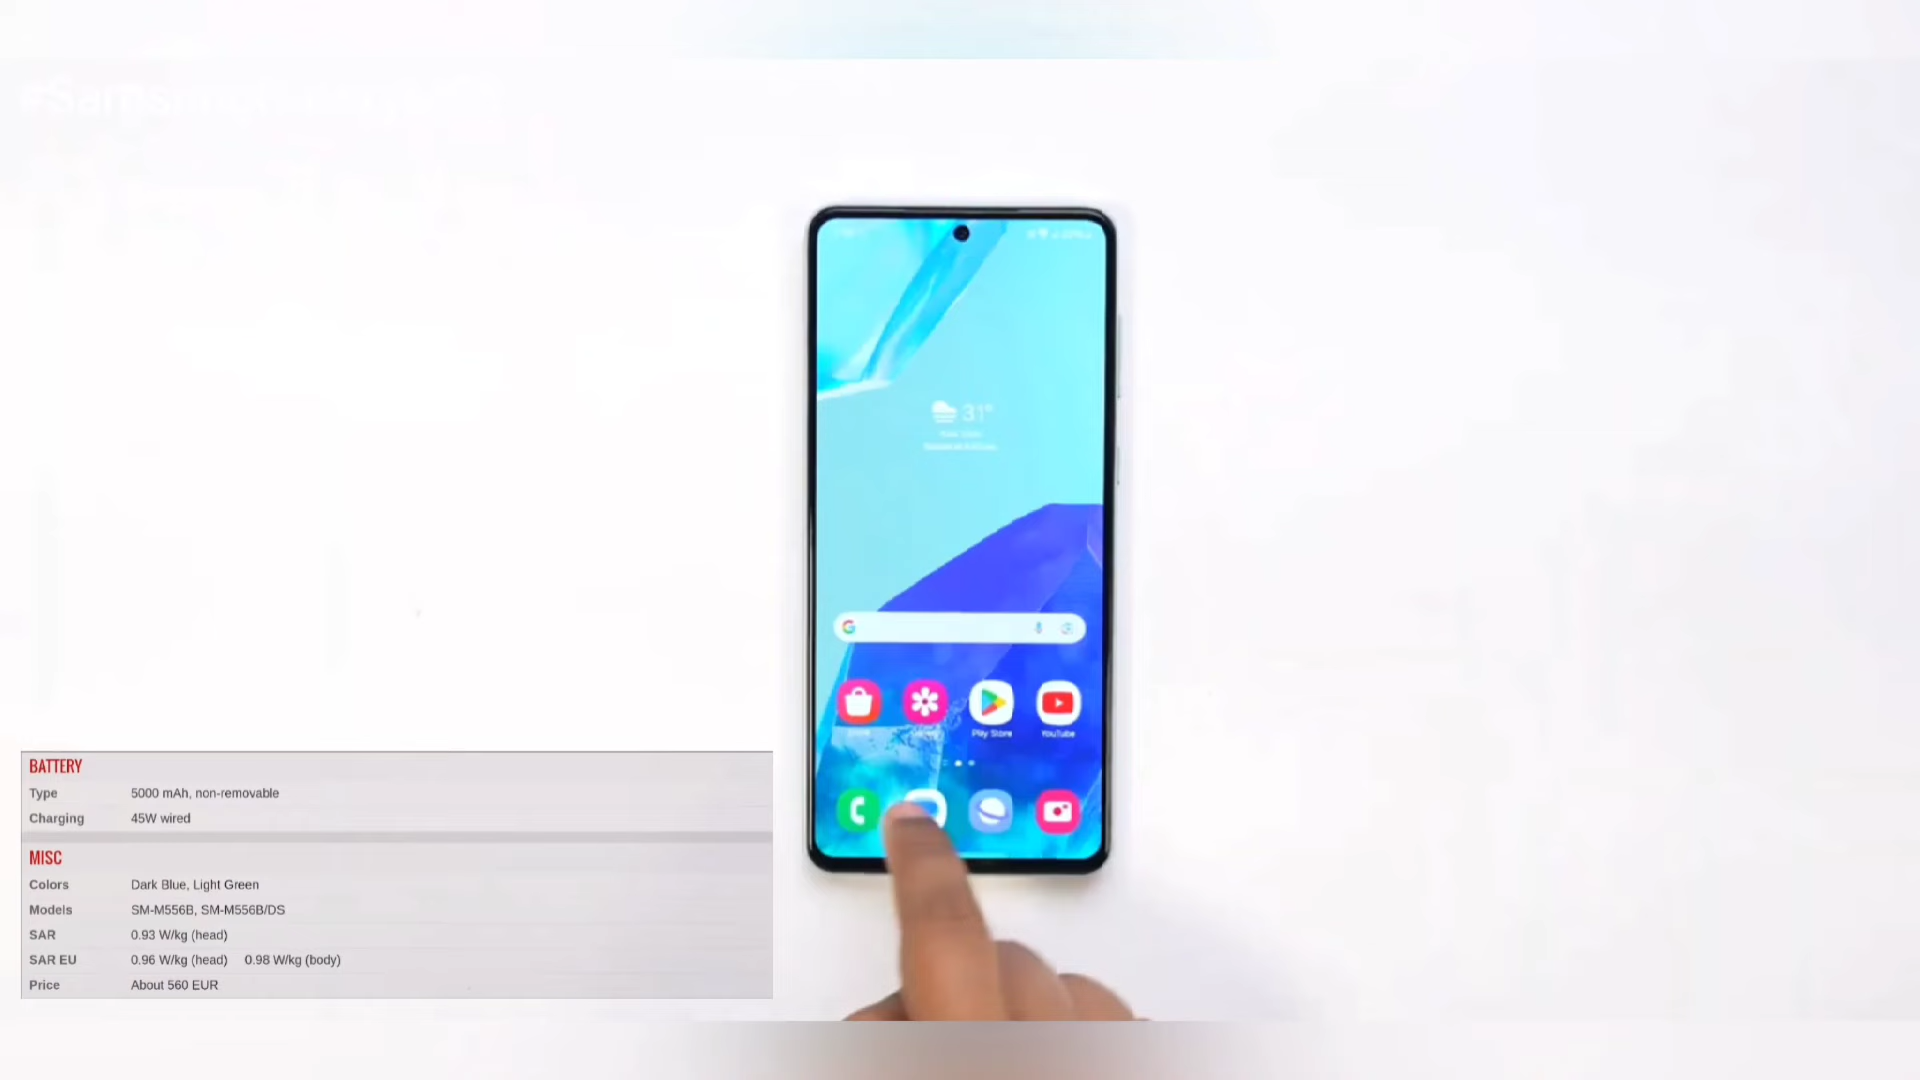 31°
Play Store
YouTube
BATTERY
Type 5000 mAh, non-removable
Charging 45W wired
MISC
Colors Dark Blue, Light Green
Models SM-M556B, SM-M556B/DS
SAR 0.93 W/kg (head)
SAR EU 0.96 W/kg (head) 0.98 W/kg (body)
Price About 560 EUR